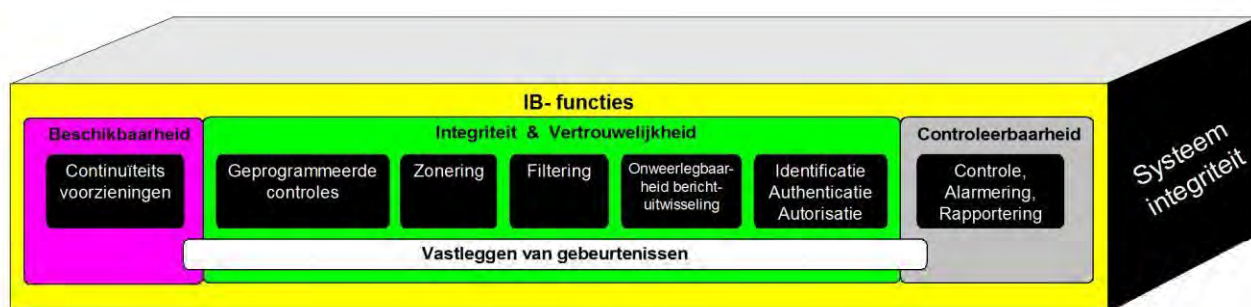 IB- functies
Beschikbaarheid
Continuïteits
voorzieningen
Integriteit & Vertrouwelijkheid
Geprogrammeerde
controles
Zonering
Filtering
Onweerlegbaar-
heid bericht-
uitwisseling
Identificatie
Authenticatie
Autorisatie
Controleerbaarheid
Controle,
Alarmering,
Rapportering
Vastleggen van gebeurtenissen
Systeem
integriteit